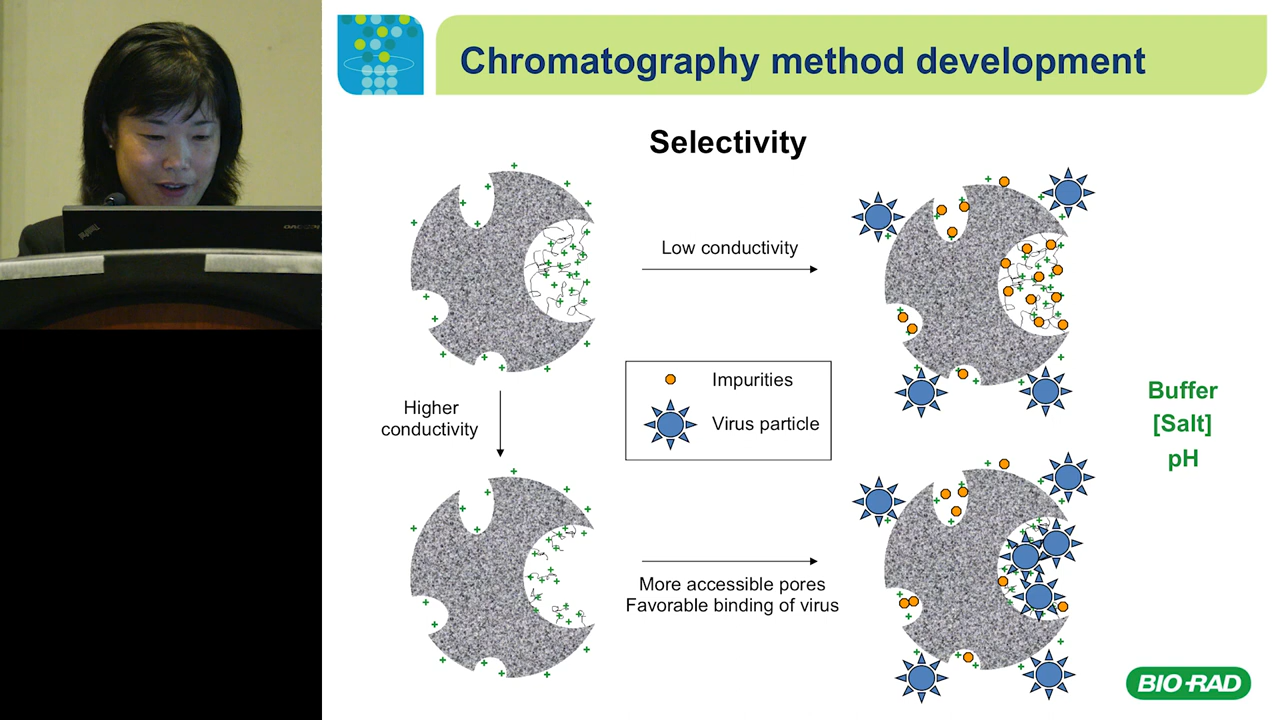 Chromatography method development
Selectivity
Low conductivity
Impurities
Virus particle
Higher
conductivity
More accessible pores
Favorable binding of virus
Buffer
[Salt]
pH
BIO-RAD